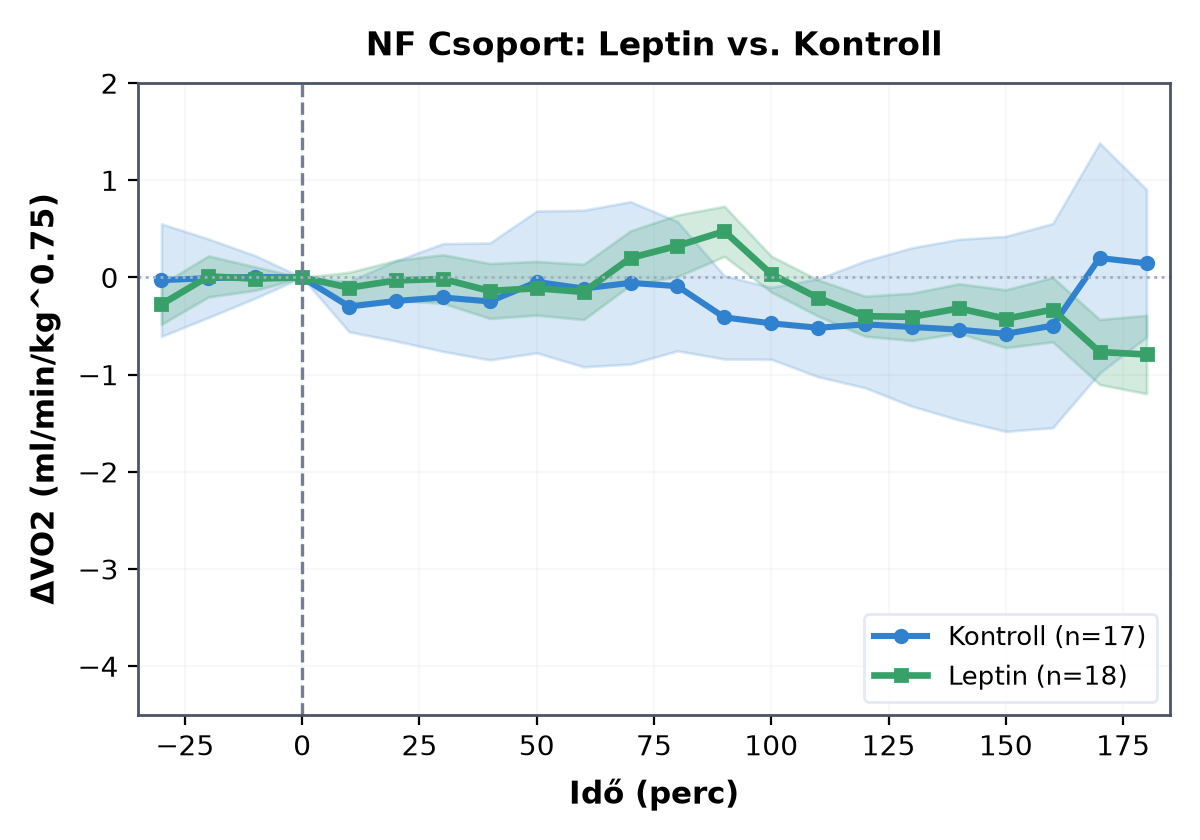 NF Csoport: Leptin vs. Kontroll
ΔVO2 (ml/min/kg^0.75)
2
1
0
−1
−2
−3
−4
Kontroll (n=17)
Leptin (n=18)
−25 0 25 50 75 100 125 150 175
Idő (perc)